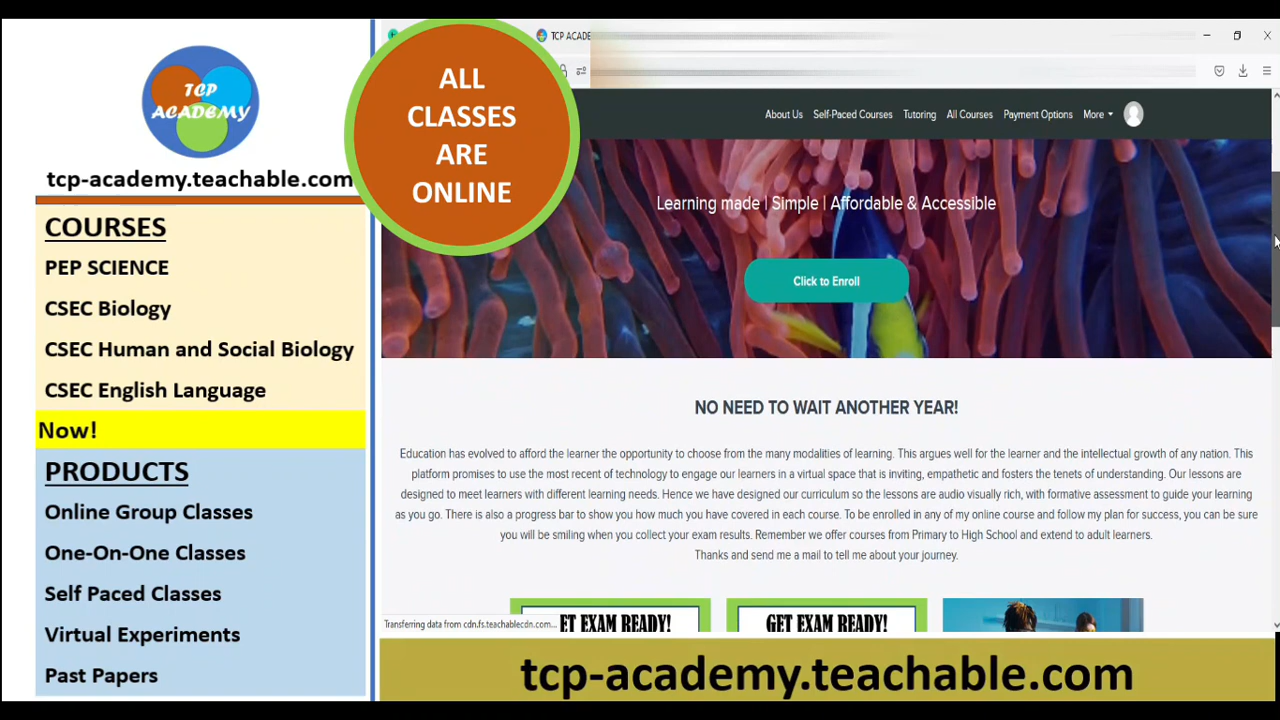 TCP
ACADEMY
tcp-academy.teachable.com
COURSES
PEP SCIENCE
CSEC Biology
CSEC Human and Social Biology
CSEC English Language
Now!
PRODUCTS
Online Group Classes
One-On-One Classes
Self Paced Classes
Virtual Experiments
Past Papers
ALL
CLASSES
ARE
ONLINE
TCP ACADE
About Us Self-Paced Courses Tutoring All Courses Payment Options More
Learning made | Simple | Affordable & Accessible
Click to Enroll
NO NEED TO WAIT ANOTHER YEAR!
Education has evolved to afford the learner the opportunity to choose from the many modalities of learning. This argues well for the learner and the intellectual growth of any nation. This
platform promises to use the most recent of technology to engage our learners in a virtual space that is inviting, empathetic and fosters the tenets of understanding. Our lessons are
designed to meet learners with different learning needs. Hence we have designed our curriculum so the lessons are audio visually rich, with formative assessment to guide your learning
as you go. There is also a progress bar to show you how much you have covered in each course. To be enrolled in any of my online course and follow my plan for success, you can be sure
you will be smiling when you collect your exam results. Remember we offer courses from Primary to High School and extend to adult learners.
Thanks and send me a mail to tell me about your journey.
ET EXAM READY! GET EXAM READY!
Transferring data from cdn.fs.teachablecdn.com...
tcp-academy.teachable.com